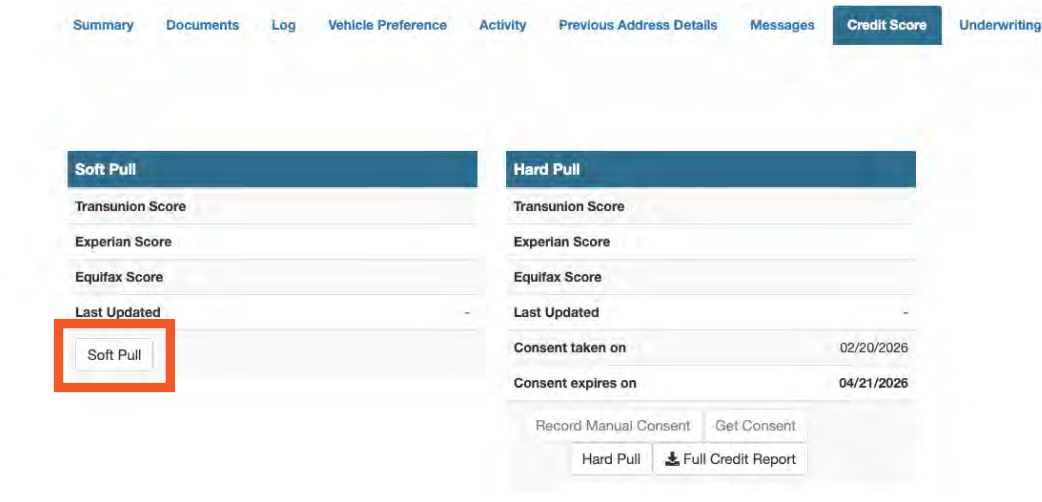 Summary Documents Log Vehicle Preference Activity Previous Address Details Messages Credit Score Underwriting
Soft Pull
Transunion Score
Experian Score
Equifax Score
Last Updated -
Soft Pull
Hard Pull
Transunion Score
Experian Score
Equifax Score
Last Updated -
Consent taken on 02/20/2026
Consent expires on 04/21/2026
Record Manual Consent Get Consent
Hard Pull Full Credit Report